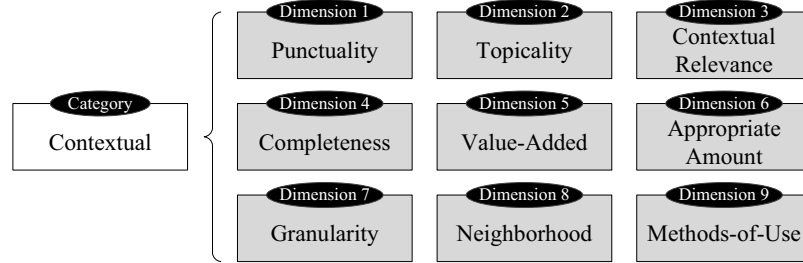 Category
Contextual
Dimension 1
Punctuality
Dimension 2
Topicality
Dimension 3
Contextual
Relevance
Dimension 4
Completeness
Dimension 5
Value-Added
Dimension 6
Appropriate
Amount
Dimension 7
Granularity
Dimension 8
Neighborhood
Dimension 9
Methods-of-Use